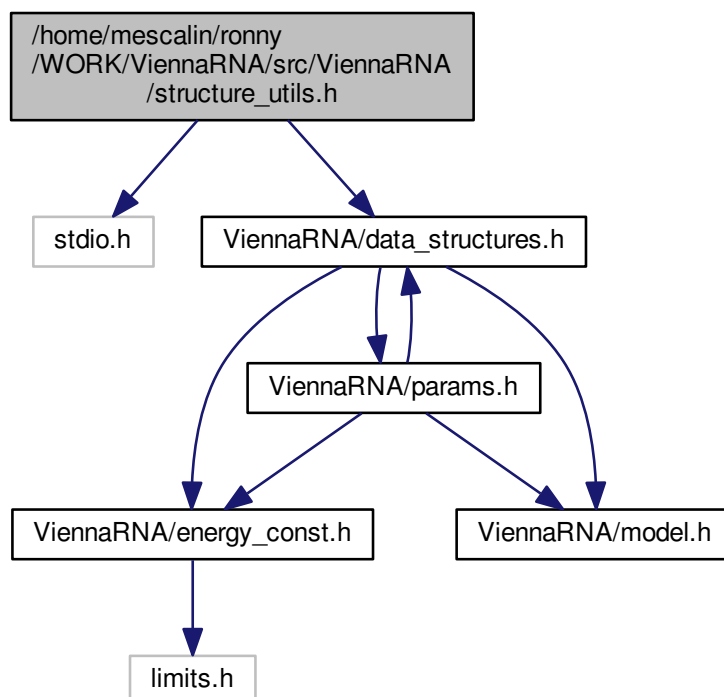 /home/mescalin/ronny
/WORK/ViennaRNA/src/ViennaRNA
/structure_utils.h
stdio.h
ViennaRNA/data_structures.h
ViennaRNA/params.h
ViennaRNA/energy_const.h
ViennaRNA/model.h
limits.h